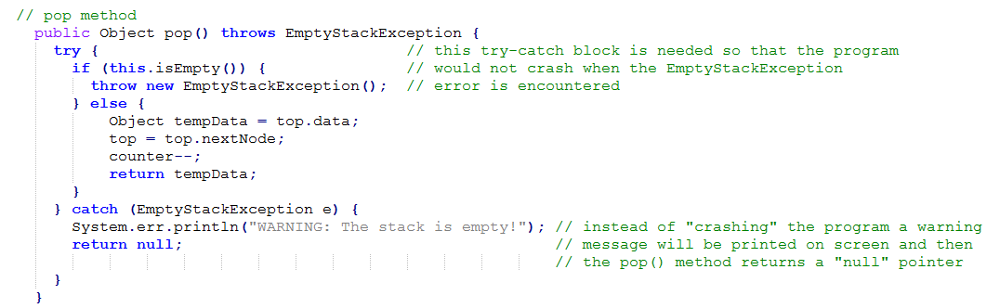 // pop method
public Object pop() throws EmptyStackException {
try { // this try-catch block is needed so that the program
if (this.isEmpty()) { // would not crash when the EmptyStackException
throw new EmptyStackException(); // error is encountered
} else {
Object tempData = top.data;
top = top.nextNode;
counter--;
return tempData;
}
} catch (EmptyStackException e) {
System.err.println("WARNING: The stack is empty!"); // instead of "crashing" the program a warning
return null; // message will be printed on screen and then
// the pop() method returns a "null" pointer
}
}